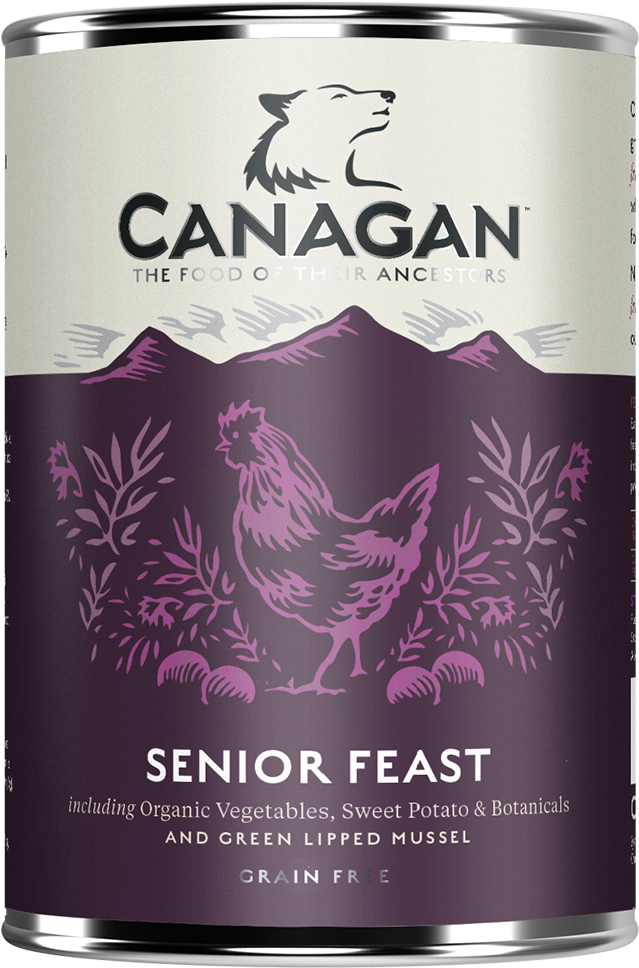 CANAGAN™
THE FOOD OF THEIR ANCESTORS
SENIOR FEAST
including Organic Vegetables, Sweet Potato & Botanicals
AND GREEN LIPPED MUSSEL
GRAIN FREE